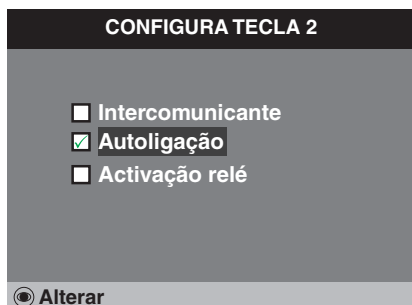 CONFIGURA TECLA 2
Intercomunicante
Autoligação
Activação relé
Alterar